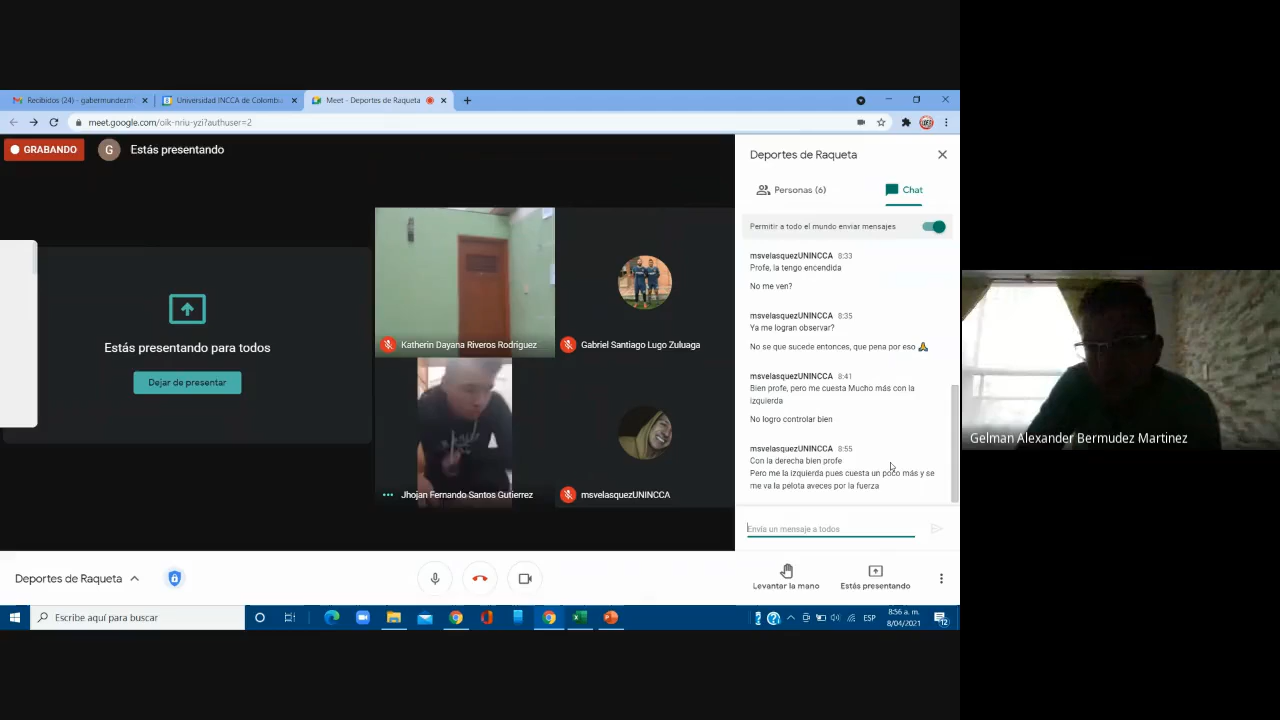 Recibidos (24) - gabermundezm
Universidad INCCA de Colombia
Meet - Deportes de Raqueta
meet.google.com/oik-nriu-yzi?authuser=2
GRABANDO
G
Estás presentando
Estás presentando para todos
Dejar de presentar
Katherin Dayana Riveros Rodriguez
Gabriel Santiago Lugo Zuluaga
Jhojan Fernando Santos Gutierrez
msvelasquezUNINCCA
Deportes de Raqueta
Personas (6)
Chat
Permitir a todo el mundo enviar mensajes
msvelasquezUNINCCA 8:33
Profe, la tengo encendida
No me ven?
msvelasquezUNINCCA 8:35
Ya me logran observar?
No se que sucede entonces, que pena por eso 🙏
msvelasquezUNINCCA 8:41
Bien profe, pero me cuesta Mucho más con la
izquierda
No logro controlar bien
msvelasquezUNINCCA 8:55
Con la derecha bien profe
Pero me la izquierda pues cuesta un poco más y se
me va la pelota aveces por la fuerza
Envía un mensaje a todos
Deportes de Raqueta
Levantar la mano
Estás presentando
Escribe aquí para buscar
ESP
8:56 a. m.
8/04/2021
12
Gelman Alexander Bermudez Martinez